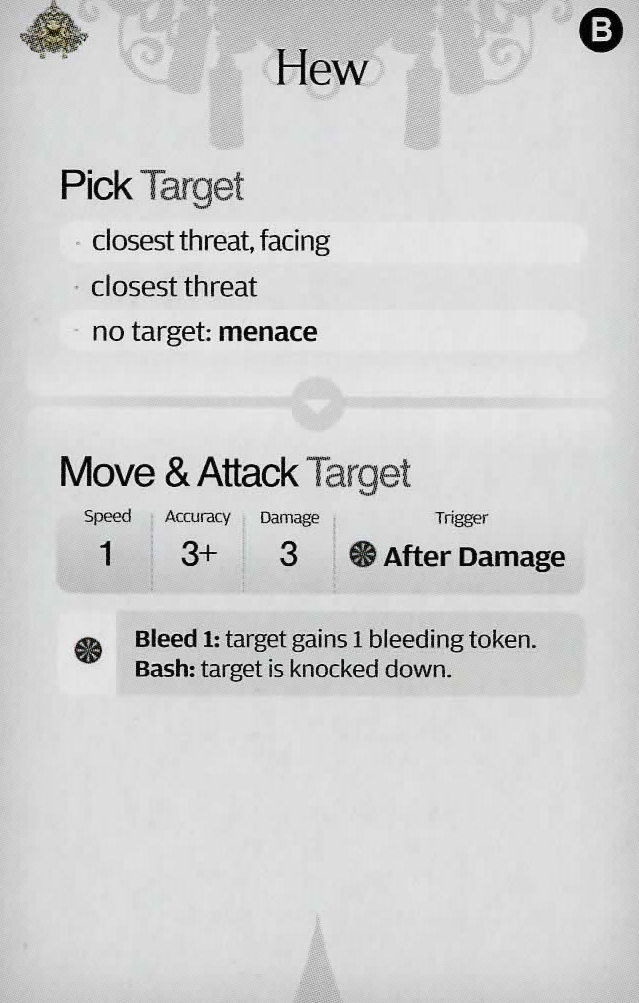 B
Hew
Pick Target
· closest threat, facing
· closest threat
· no target: menace
Move & Attack Target
Speed Accuracy Damage Trigger
1 3+ 3 After Damage
Bleed 1: target gains 1 bleeding token.
Bash: target is knocked down.